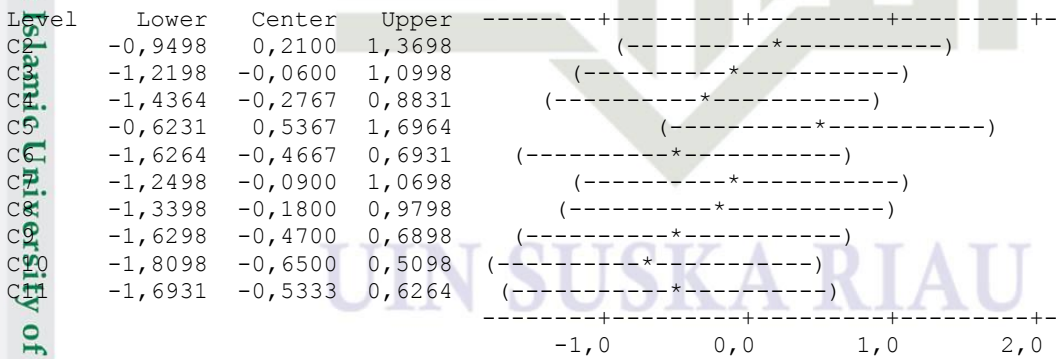 Level Lower Center Upper --------+---------+---------+---------+-
C2 -0,9498 0,2100 1,3698 (----------*-----------)
C3 -1,2198 -0,0600 1,0998 (----------*-----------)
C4 -1,4364 -0,2767 0,8831 (----------*-----------)
C5 -0,6231 0,5367 1,6964 (----------*-----------)
C6 -1,6264 -0,4667 0,6931 (----------*-----------)
C7 -1,2498 -0,0900 1,0698 (----------*-----------)
C8 -1,3398 -0,1800 0,9798 (----------*-----------)
C9 -1,6298 -0,4700 0,6898 (----------*-----------)
C10 -1,8098 -0,6500 0,5098 (----------*-----------)
C11 -1,6931 -0,5333 0,6264 (-----------*----------)
--------+---------+---------+---------+-
-1,0 0,0 1,0 2,0
Islamic University of
UIN SUSKA RIAU